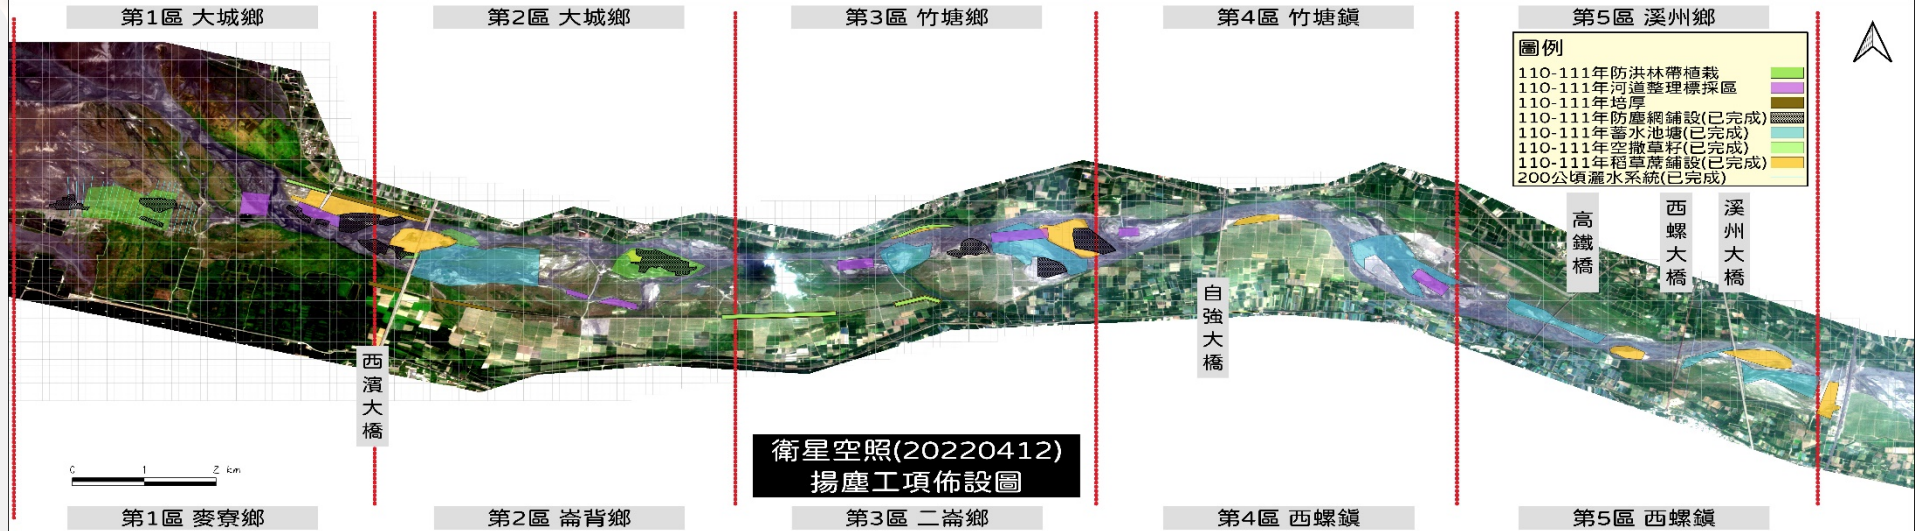 第1區 大城鄉
第2區 大城鄉
第3區 竹塘鄉
第4區 竹塘鎮
第5區 溪州鄉
圖例
110-111年防洪林帶植栽
110-111年河道整理標採區
110-111年培厚
110-111年防塵網鋪設(已完成)
110-111年蓄水池塘(已完成)
110-111年空撒草籽(已完成)
110-111年稻草蓆鋪設(已完成)
200公頃灑水系統(已完成)
高鐵橋
西螺大橋
溪州大橋
自強大橋
西濱大橋
0 1 2 km
衛星空照(20220412)
揚塵工項佈設圖
第1區 麥寮鄉
第2區 崙背鄉
第3區 二崙鄉
第4區 西螺鎮
第5區 西螺鎮